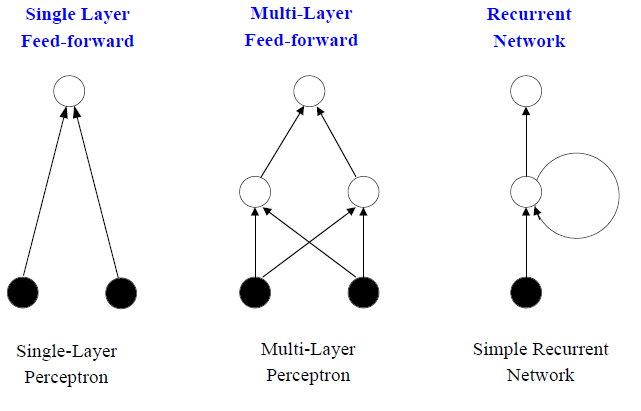 Single Layer
Feed-forward
Multi-Layer
Feed-forward
Recurrent
Network
Single-Layer
Perceptron
Multi-Layer
Perceptron
Simple Recurrent
Network